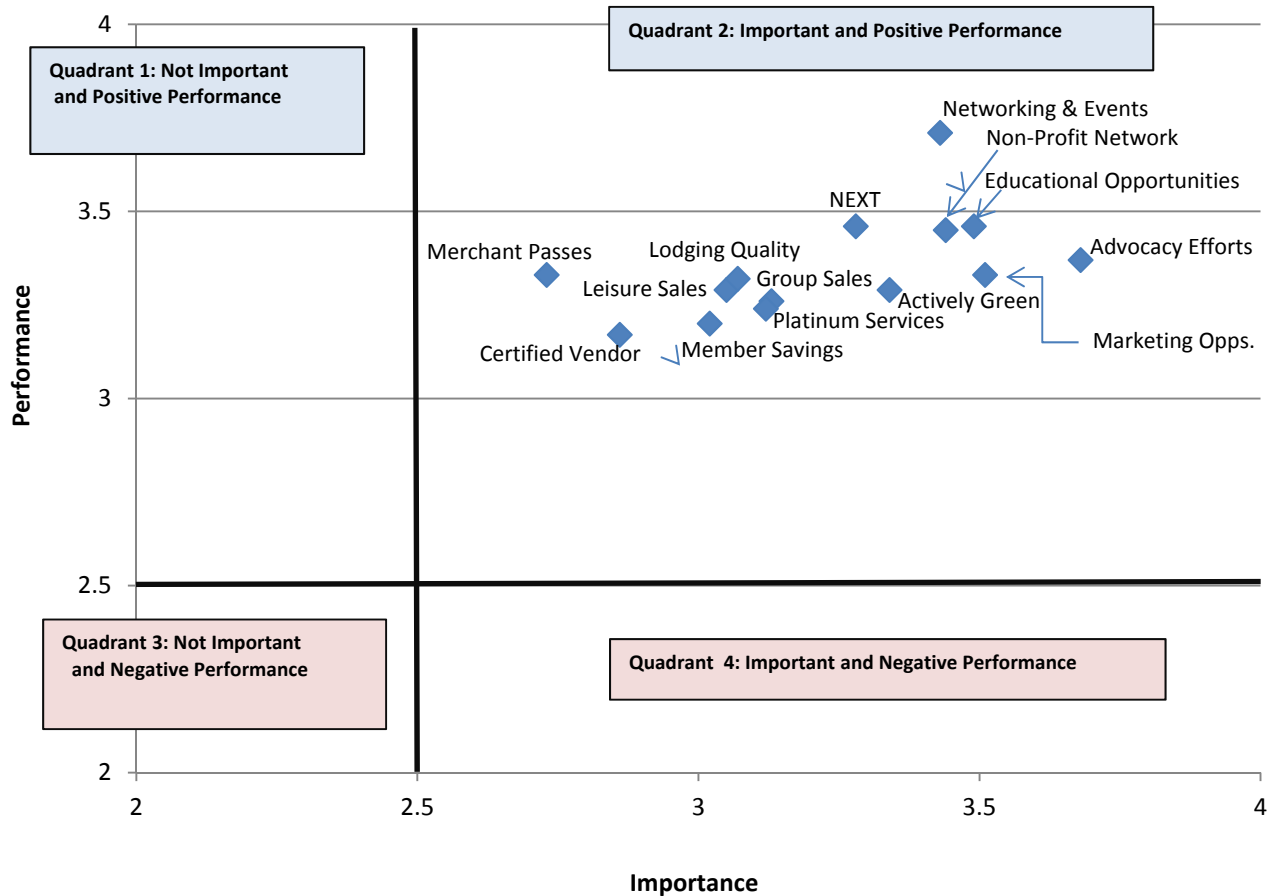 4
Quadrant 2: Important and Positive Performance
Quadrant 1: Not Important
and Positive Performance
Networking & Events
Non-Profit Network
Educational Opportunities
3.5
NEXT
Merchant Passes
Lodging Quality
Advocacy Efforts
Leisure Sales
Group Sales
Actively Green
Platinum Services
Marketing Opps.
Certified Vendor
Member Savings
Performance
3
2.5
Quadrant 3: Not Important
and Negative Performance
Quadrant 4: Important and Negative Performance
2
2
2.5
3
3.5
4
Importance